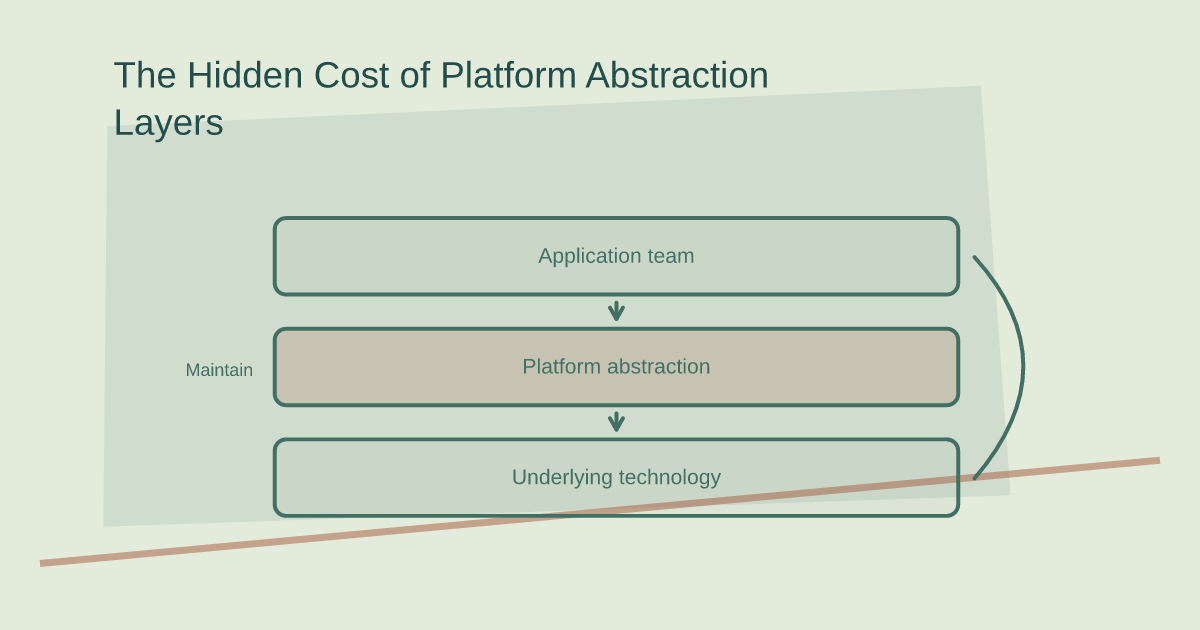 The Hidden Cost of Platform Abstraction
Layers
Application team
Maintain
Platform abstraction
Underlying technology